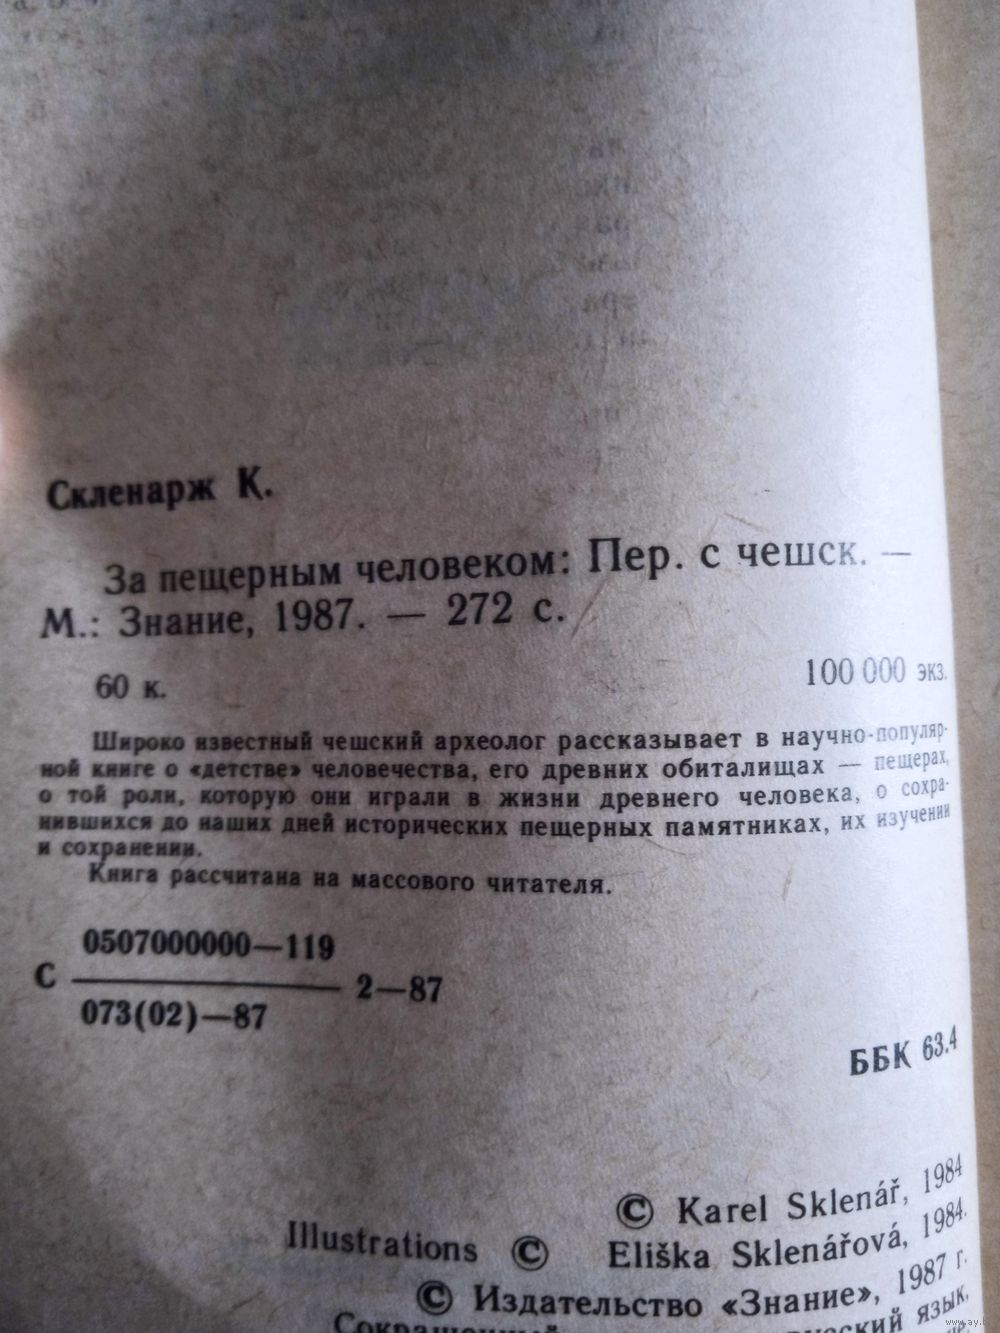 Скленарж К.
За пещерным человеком: Пер. с чешск. —
М.: Знание, 1987. — 272 с.
60 к.
100 000 экз.
Широко известный чешский археолог рассказывает в научно-популяр-
ной книге о «детстве» человечества, его древних обиталищах — пещерах,
о той роли, которую они играли в жизни древнего человека, о сохра-
нившихся до наших дней исторических пещерных памятниках, их изучении
и сохранении.
Книга рассчитана на массового читателя.
0507000000—119
С 2—87
073(02)—87
ББК 63.4
© Karel Sklenář, 1984
Illustrations © Eliška Sklenářová, 1984.
© Издательство «Знание», 1987 г.
язык,